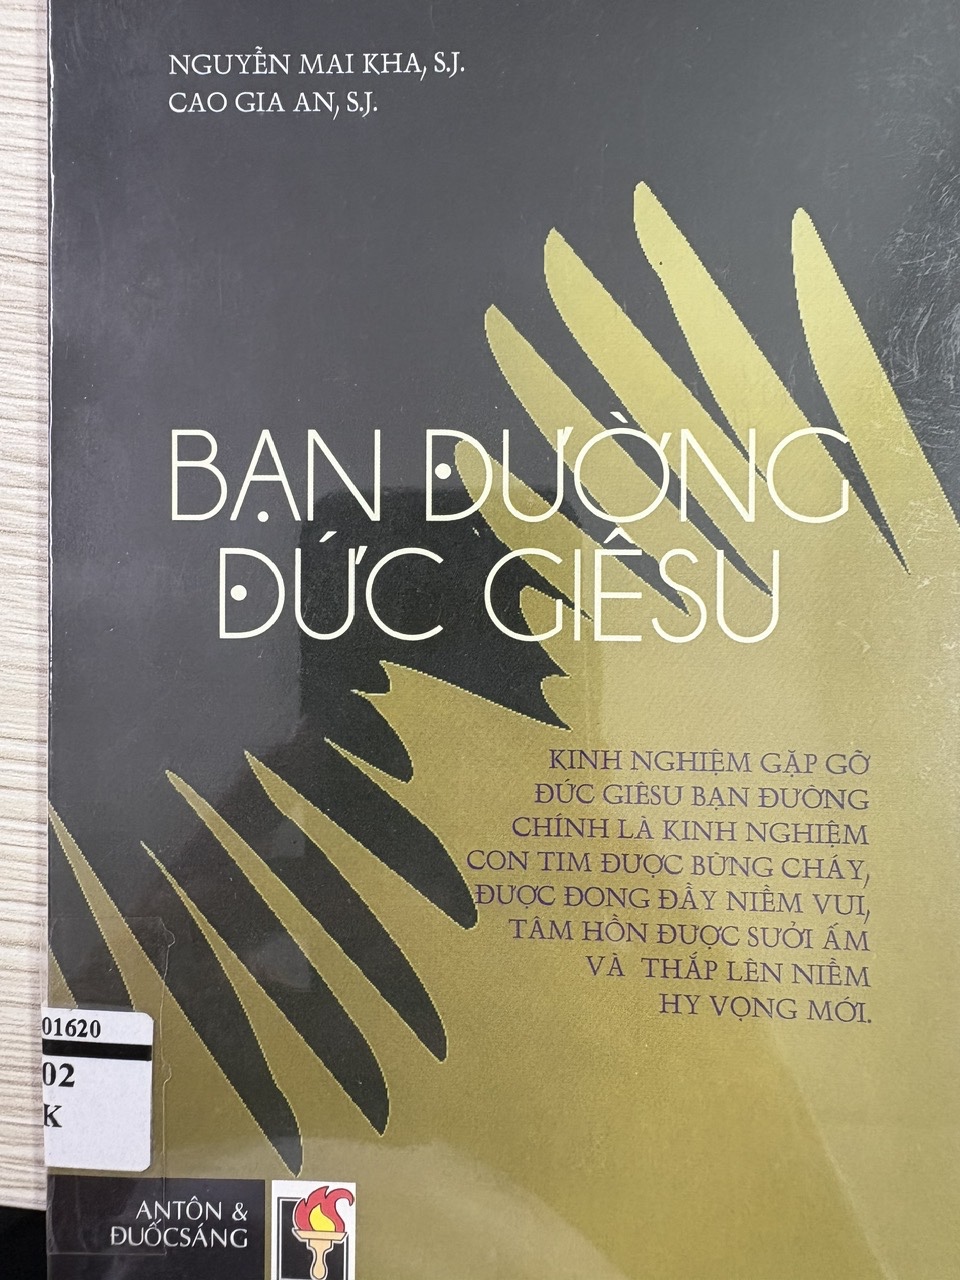 NGUYỄN MAI KHA, S.J.
CAO GIA AN, S.J.
BẠN ĐƯỜNG
ĐỨC GIÊSU
KINH NGHIỆM GẶP GỠ
ĐỨC GIÊSU BẠN ĐƯỜNG
CHÍNH LÀ KINH NGHIỆM
CON TIM ĐƯỢC BỪNG CHÁY,
ĐƯỢC ĐONG ĐẦY NIỀM VUI,
TÂM HỒN ĐƯỢC SƯỞI ẤM
VÀ THẮP LÊN NIỀM
HY VỌNG MỚI.
01620
02
K
ANTÔN &
ĐUỐCSÁNG